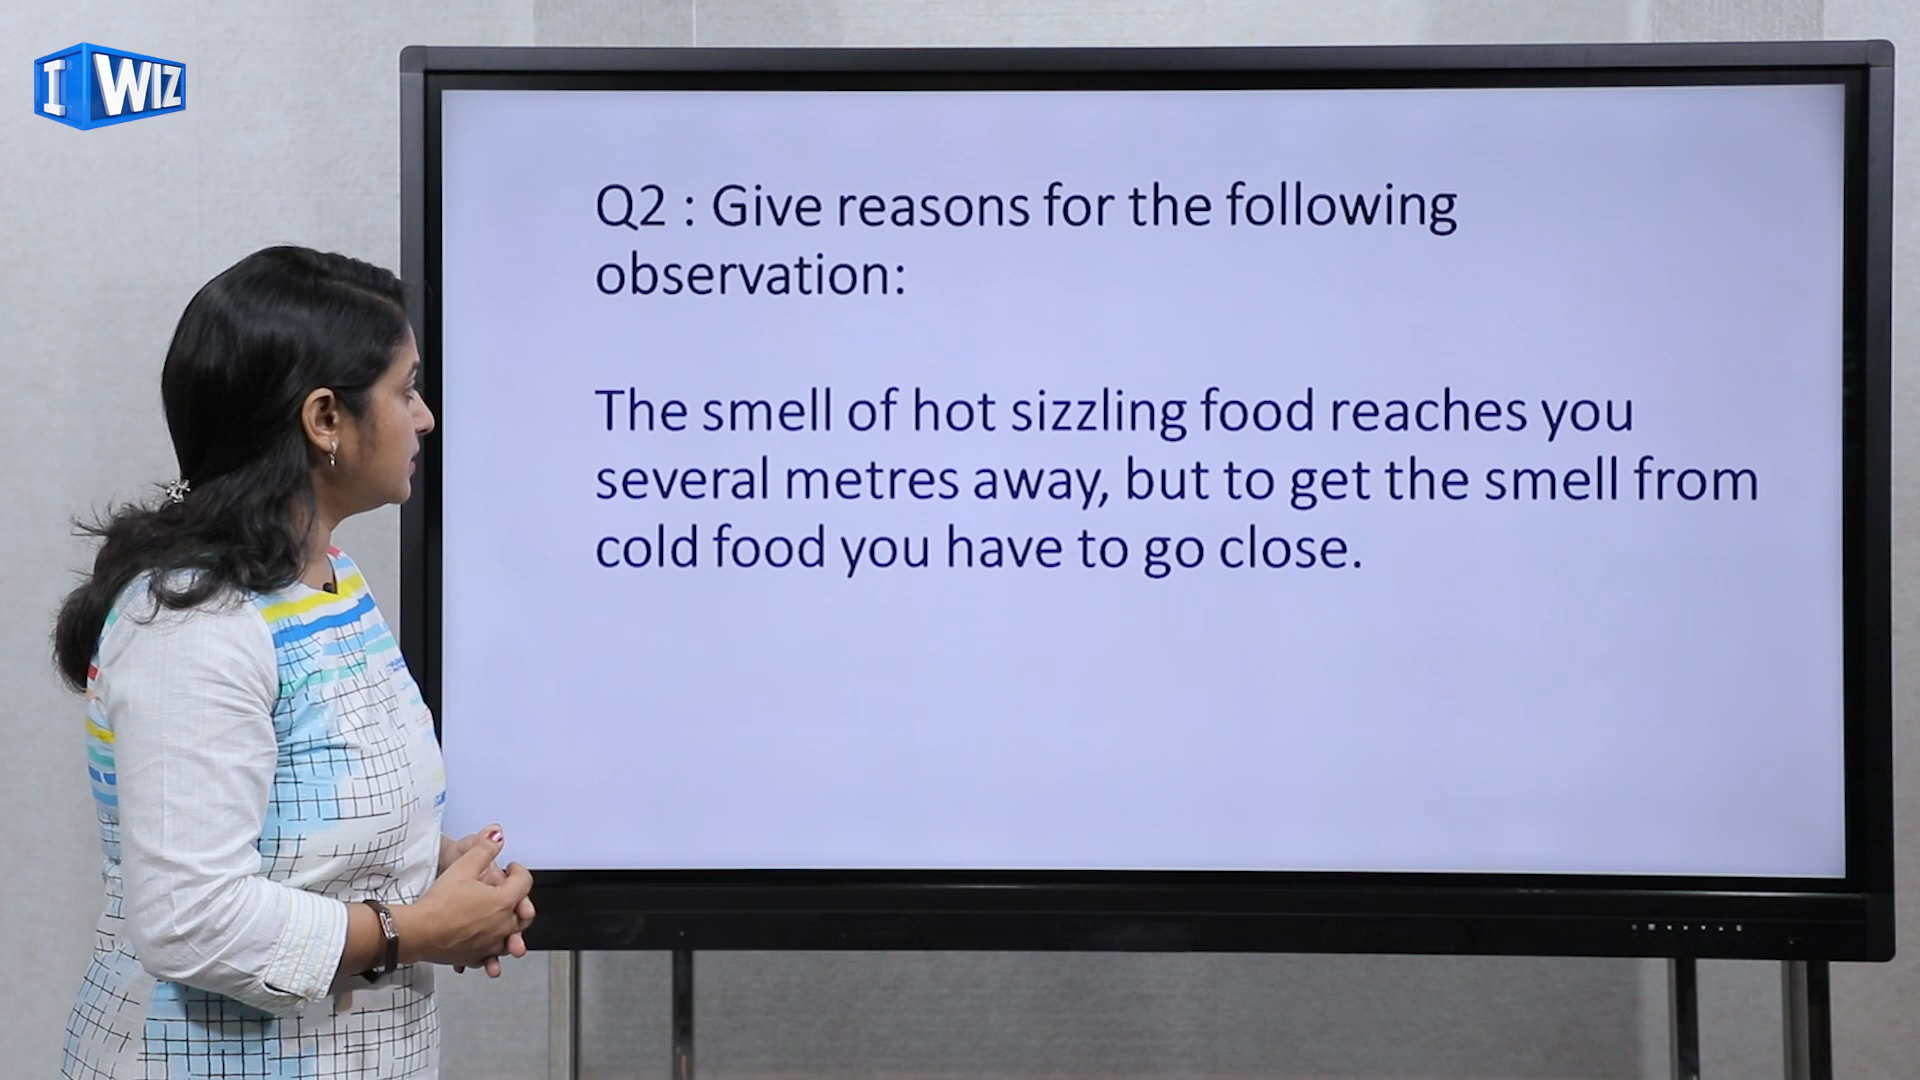 I WIZ
Q2 : Give reasons for the following
observation:
The smell of hot sizzling food reaches you
several metres away, but to get the smell from
cold food you have to go close.